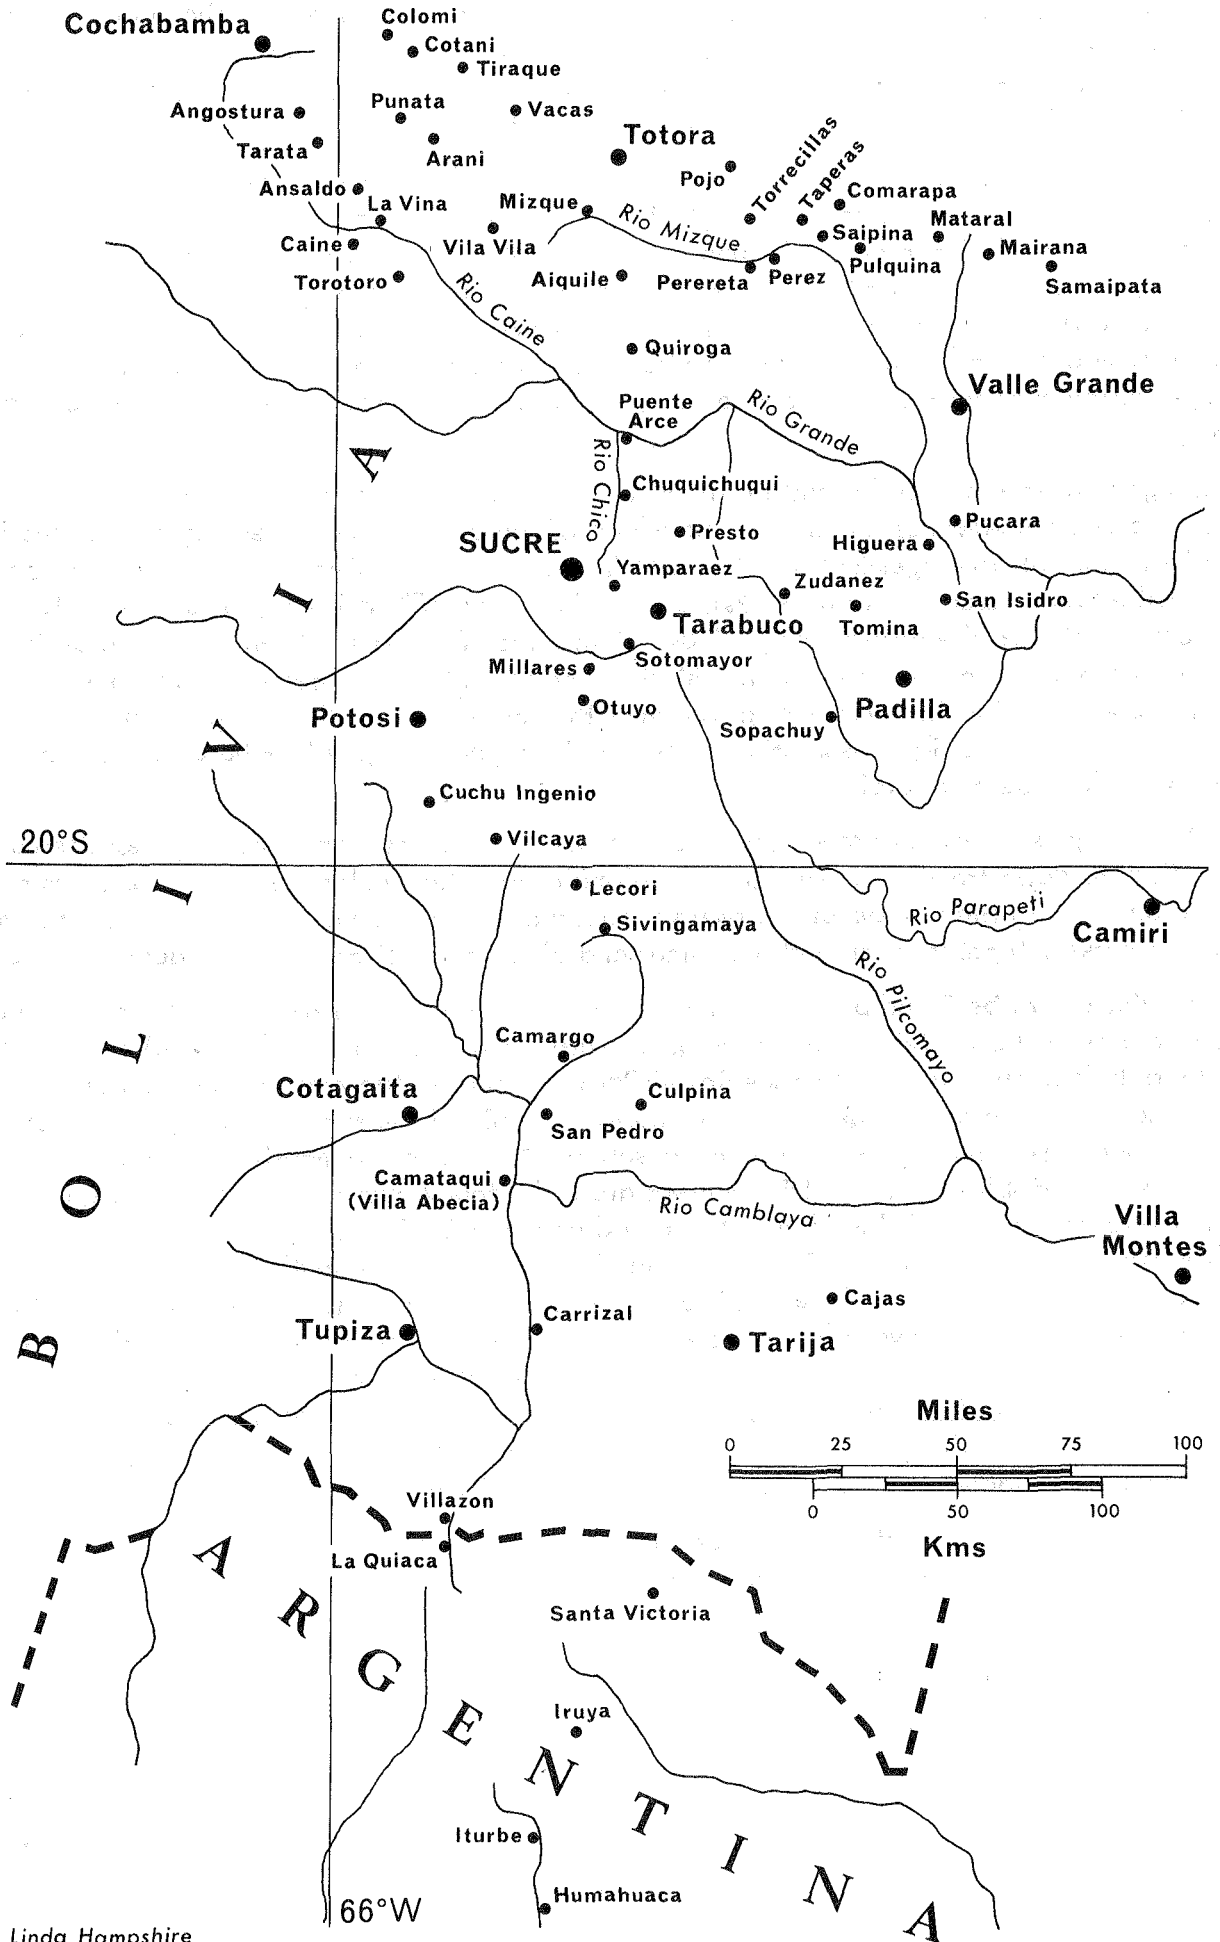 Colomi
Cochabamba
Cotani
Tiraque
Angostura
Punata
Vacas
Tarata
Arani
Totora
Pojo
Torrecillas
Taperas
Comarapa
Ansaldo
La Vina
Mizque
Rio Mizque
Saipina
Mataral
Caine
Vila Vila
Pulquina
Mairana
Torotoro
Aiquile
Perereta
Perez
Samaipata
Rio Caine
Quiroga
Valle Grande
Puente
Arce
Rio Grande
Rio Chico
Chuquichuqui
Presto
Pucara
Higuera
SUCRE
Yamparaez
Zudanez
San Isidro
Tarabuco
Tomina
Millares
Sotomayor
Otuyo
Padilla
Potosi
Sopachuy
Cuchu Ingenio
20°S
Vilcaya
Lecori
Sivingamaya
Rio Parapeti
Camiri
Rio Pilcomayo
Camargo
Cotagaita
Culpina
San Pedro
Camataqui
(Villa Abecia)
Rio Camblaya
Villa
Montes
Cajas
Carrizal
Tupiza
Tarija
BOLIVIA
Miles
0 25 50 75 100
0 50 100
Kms
Villazon
La Quiaca
Santa Victoria
ARGENTINA
Iruya
Iturbe
Humahuaca
66°W
Linda Hampshire